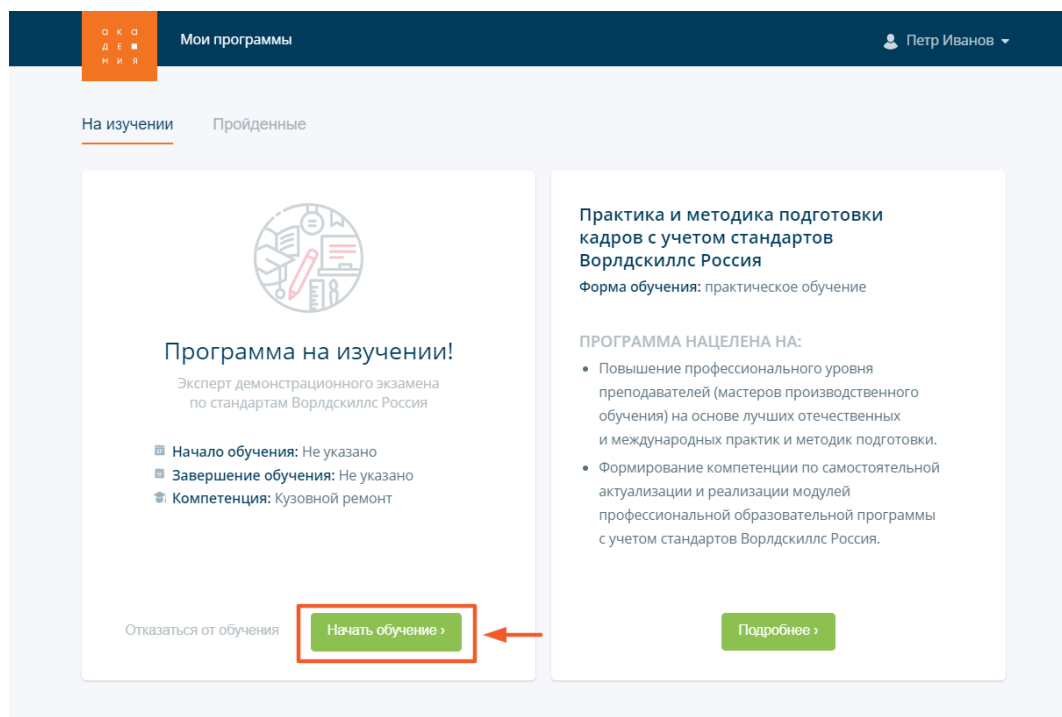 ака
де
мия
Мои программы
Петр Иванов
На изучении
Пройденные
Программа на изучении!
Эксперт демонстрационного экзамена
по стандартам Ворлдскиллс Россия
Начало обучения: Не указано
Завершение обучения: Не указано
Компетенция: Кузовной ремонт
Отказаться от обучения
Начать обучение ›
Практика и методика подготовки
кадров с учетом стандартов
Ворлдскиллс Россия
Форма обучения: практическое обучение
ПРОГРАММА НАЦЕЛЕНА НА:
• Повышение профессионального уровня
преподавателей (мастеров производственного
обучения) на основе лучших отечественных
и международных практик и методик подготовки.
• Формирование компетенции по самостоятельной
актуализации и реализации модулей
профессиональной образовательной программы
с учетом стандартов Ворлдскиллс Россия.
Подробнее ›